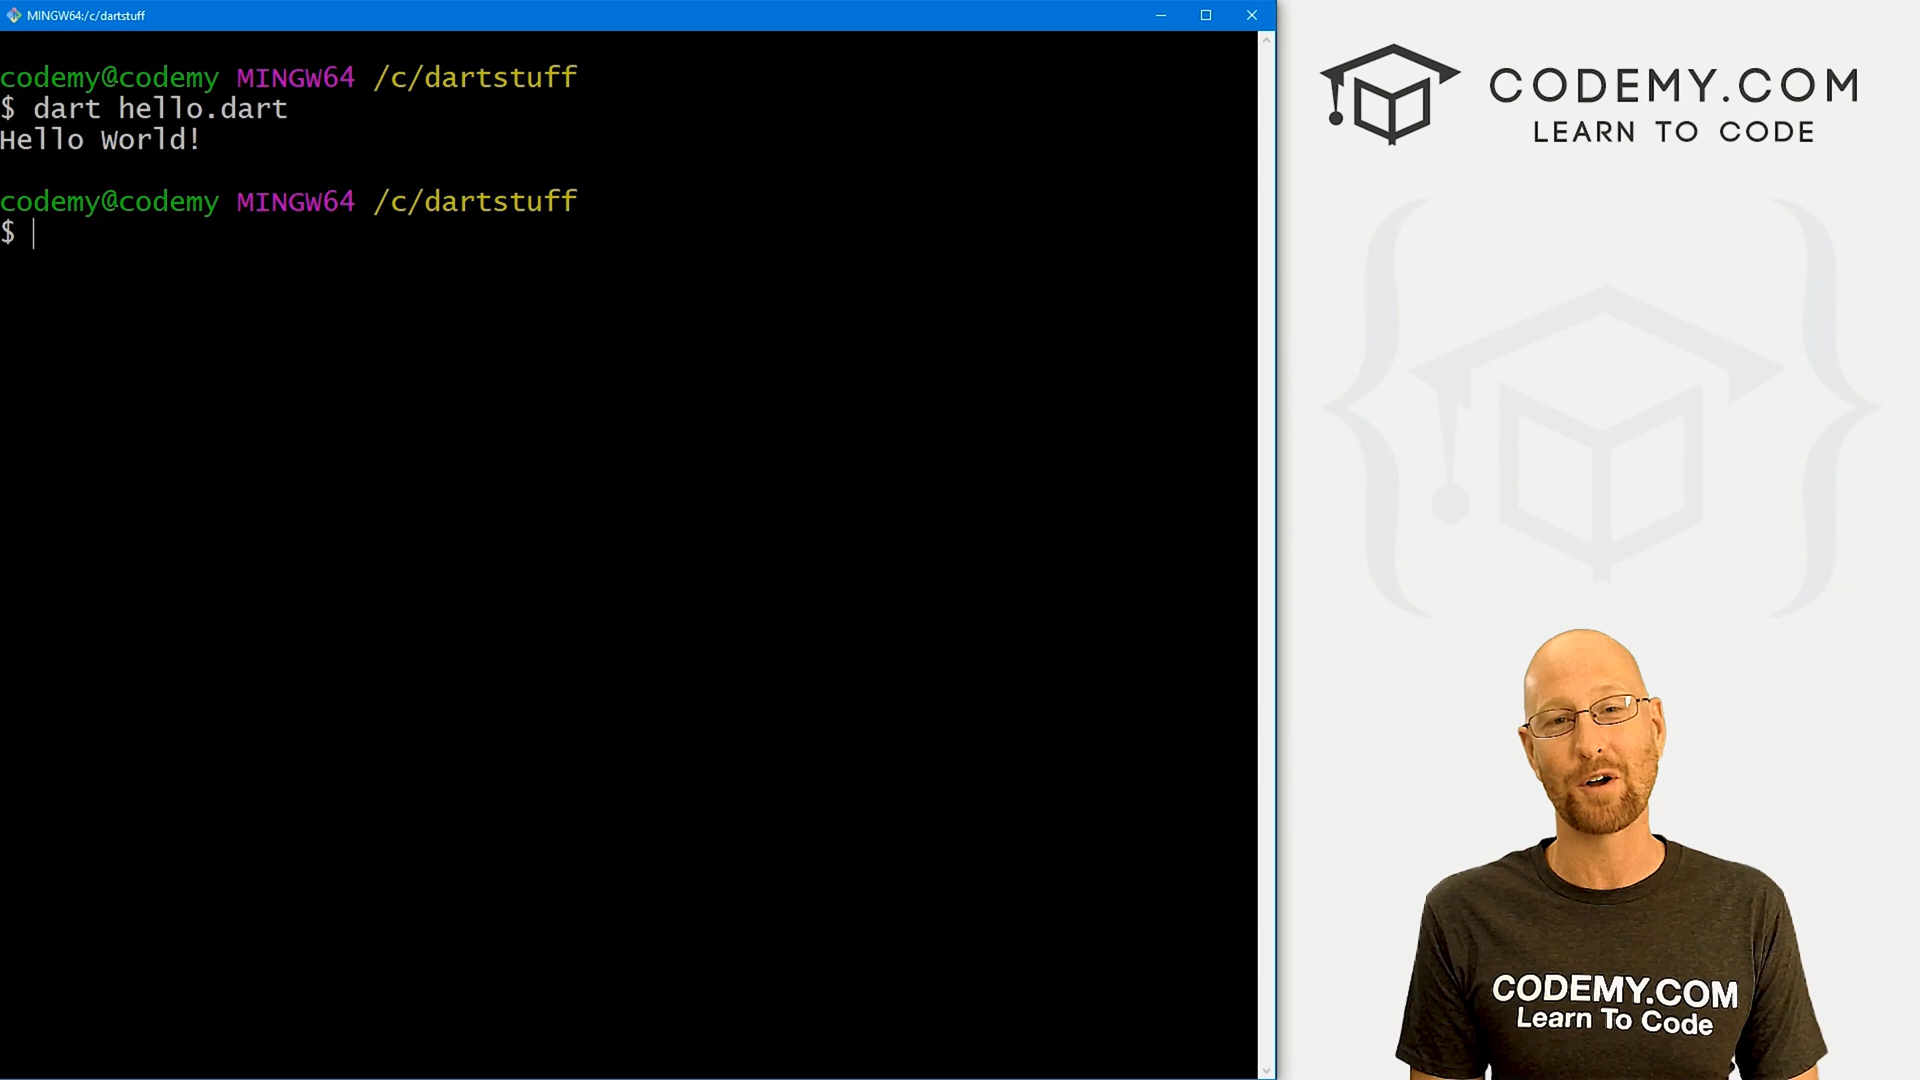 MINGW64:/c/dartstuff
codemy@codemy MINGW64 /c/dartstuff
$ dart hello.dart
Hello World!
codemy@codemy MINGW64 /c/dartstuff
$
CODEMY.COM
LEARN TO CODE
CODEMY.COM
Learn To Code